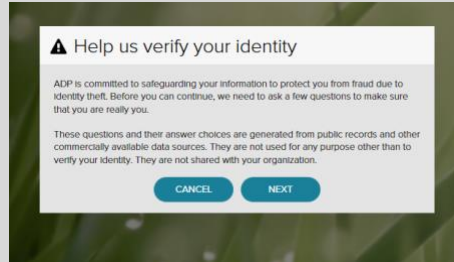 Help us verify your identity
ADP is committed to safeguarding your information to protect you from fraud due to
identity theft. Before you can continue, we need to ask a few questions to make sure
that you are really you.
These questions and their answer choices are generated from public records and other
commercially available data sources. They are not used for any purpose other than to
verify your identity. They are not shared with your organization.
CANCEL NEXT